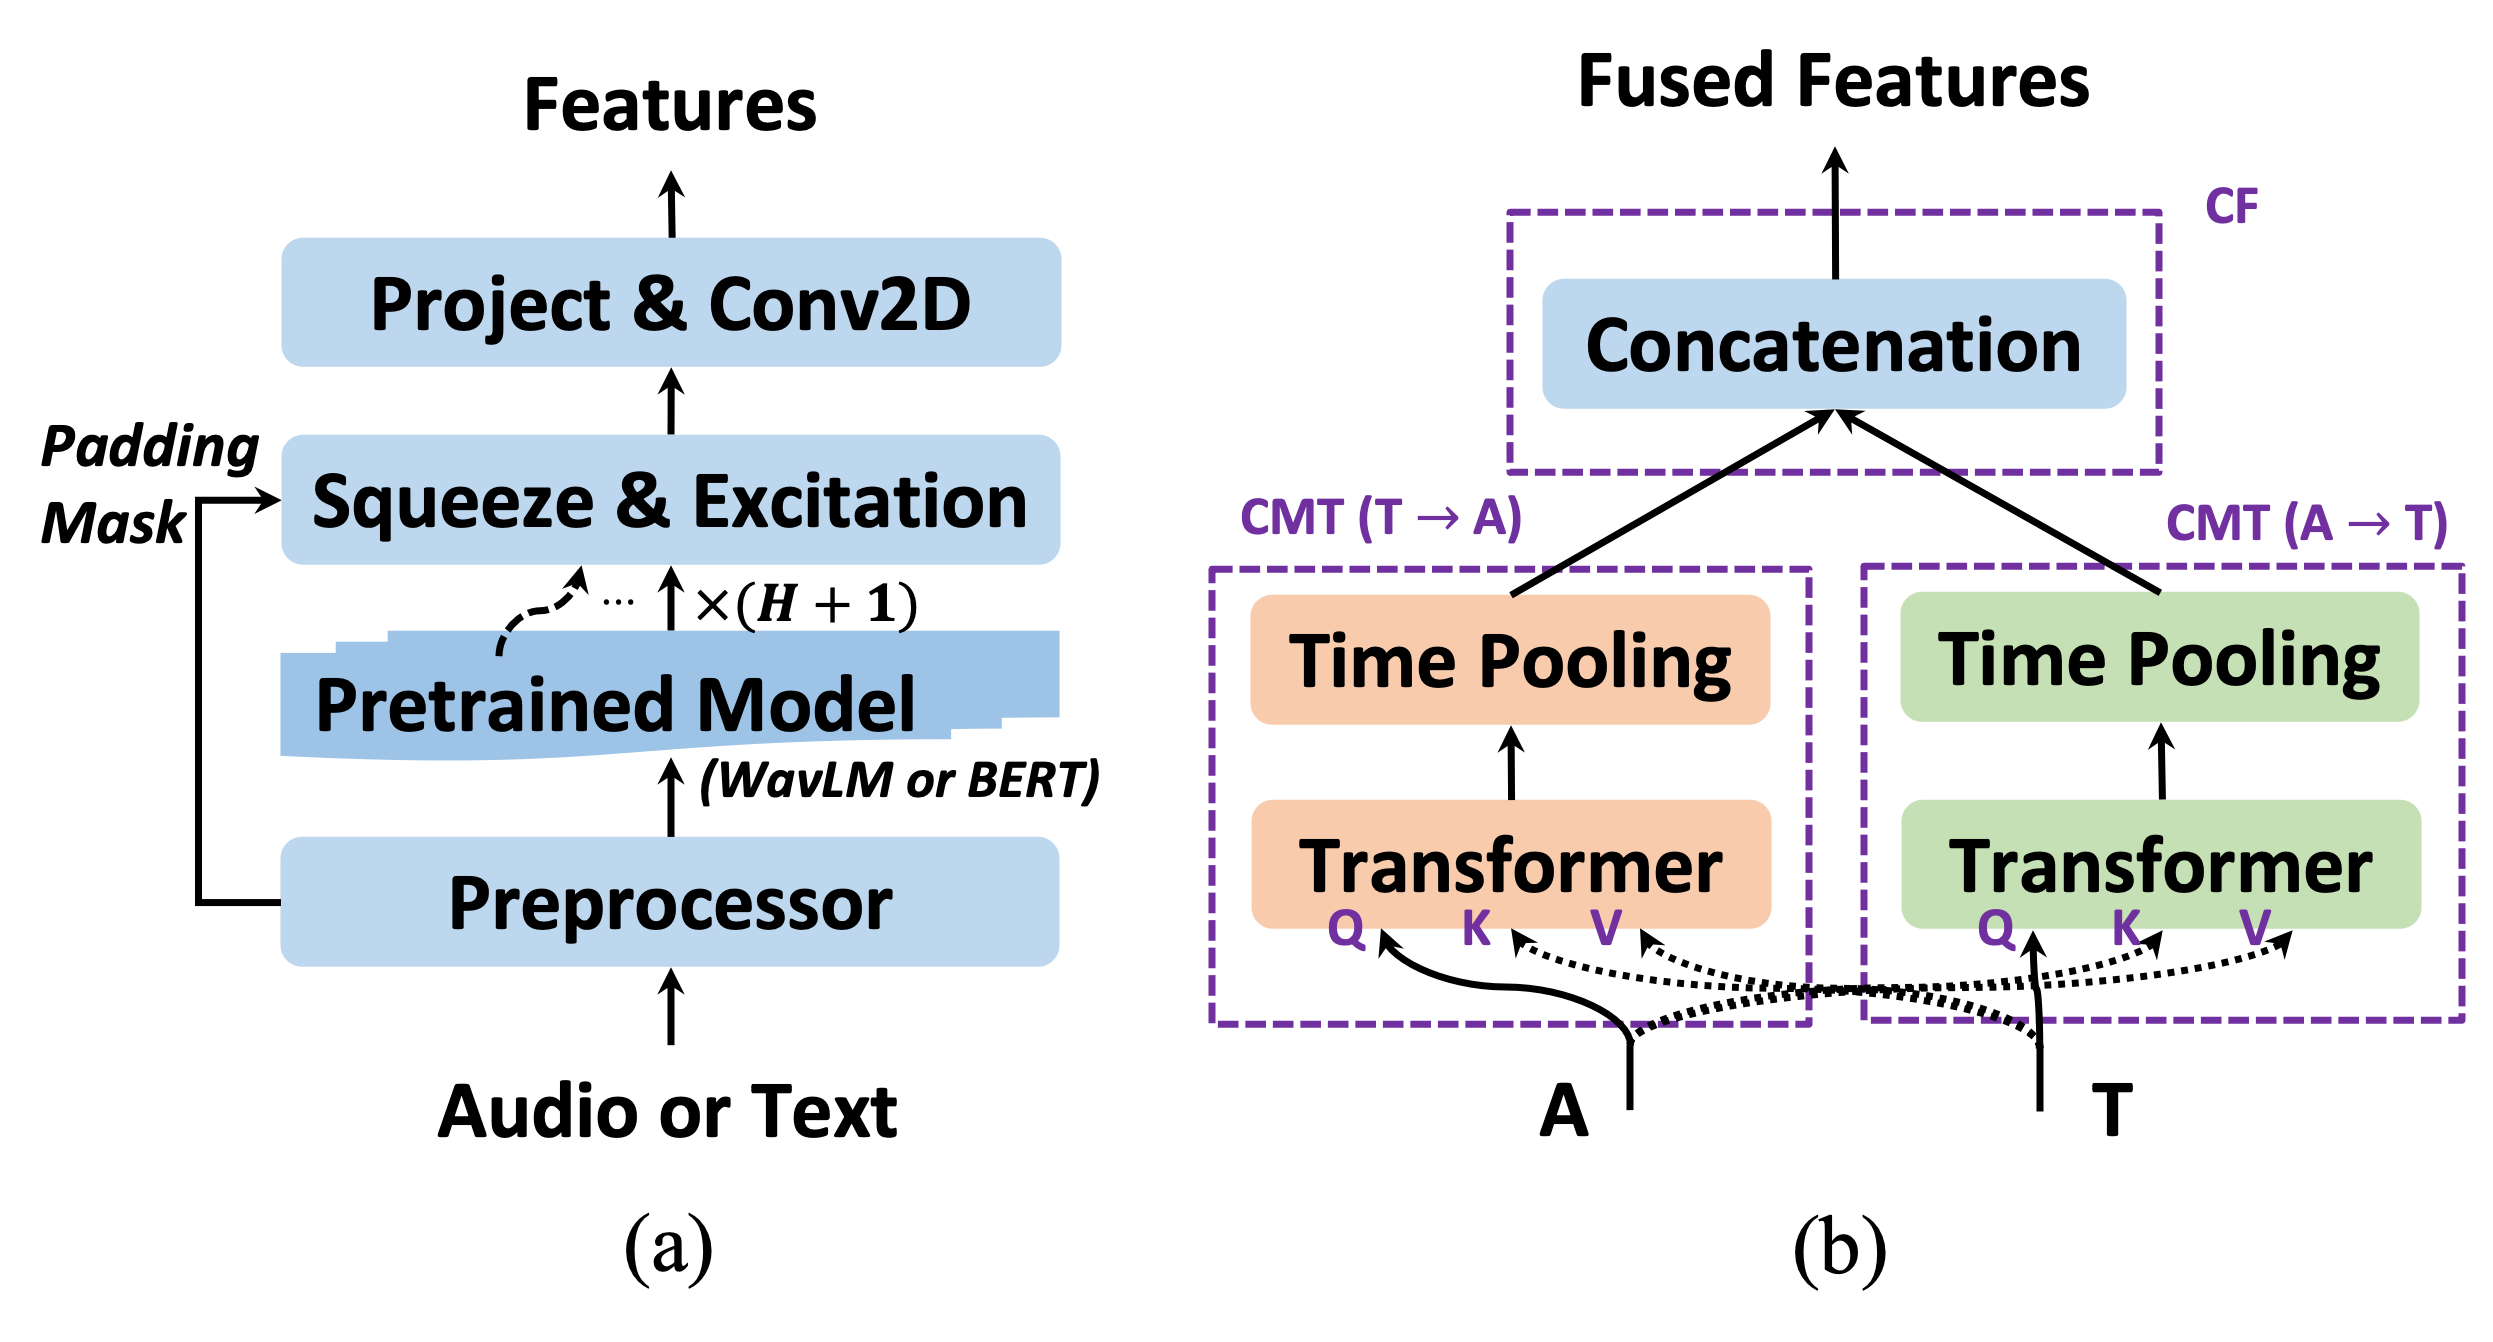 Features
Project & Conv2D
Padding
Mask
Squeeze & Excitation
... ×(H + 1)
Pretrained Model
(WavLM or BERT)
Preprocessor
Audio or Text
(a)
Fused Features
CF
Concatenation
CMT (T → A)
CMT (A → T)
Time Pooling
Time Pooling
Transformer
Q K V
Transformer
Q K V
A
T
(b)